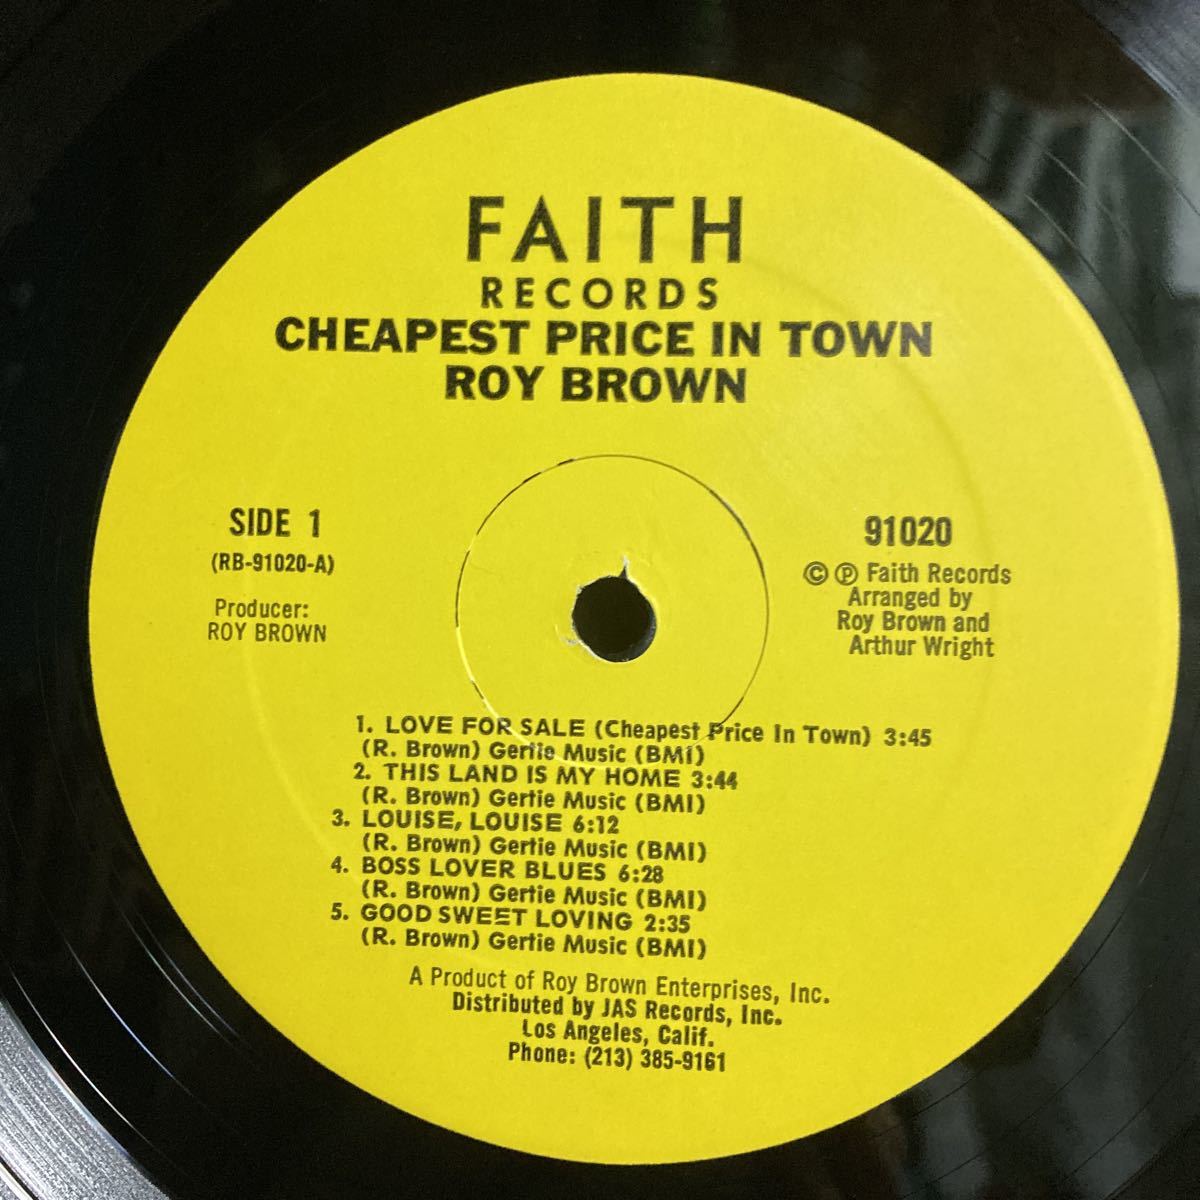 FAITH
RECORDS
CHEAPEST PRICE IN TOWN
ROY BROWN
SIDE 1
(RB-91020-A)
Producer:
ROY BROWN
91020
© ℗ Faith Records
Arranged by
Roy Brown and
Arthur Wright
1. LOVE FOR SALE (Cheapest Price In Town) 3:45
(R. Brown) Gertie Music (BMI)
2. THIS LAND IS MY HOME 3:44
(R. Brown) Gertie Music (BMI)
3. LOUISE, LOUISE 6:12
(R. Brown) Gertie Music (BMI)
4. BOSS LOVER BLUES 6:28
(R. Brown) Gertie Music (BMI)
5. GOOD SWEET LOVING 2:35
(R. Brown) Gertie Music (BMI)
A Product of Roy Brown Enterprises, Inc.
Distributed by JAS Records, Inc.
Los Angeles, Calif.
Phone: (213) 385-9161